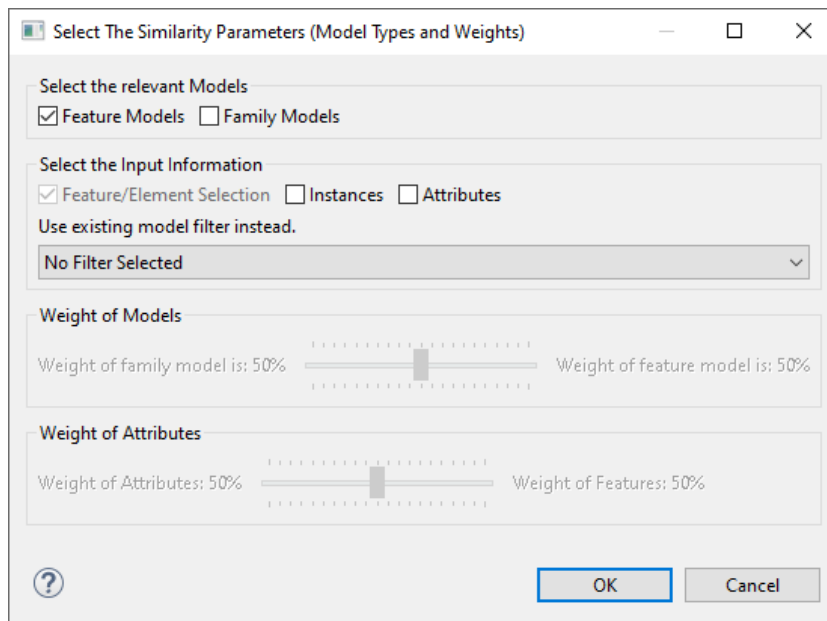 Select The Similarity Parameters (Model Types and Weights)
Select the relevant Models
Feature Models Family Models
Select the Input Information
Feature/Element Selection Instances Attributes
Use existing model filter instead.
No Filter Selected
Weight of Models
Weight of family model is: 50% Weight of feature model is: 50%
Weight of Attributes
Weight of Attributes: 50% Weight of Features: 50%
? OK Cancel